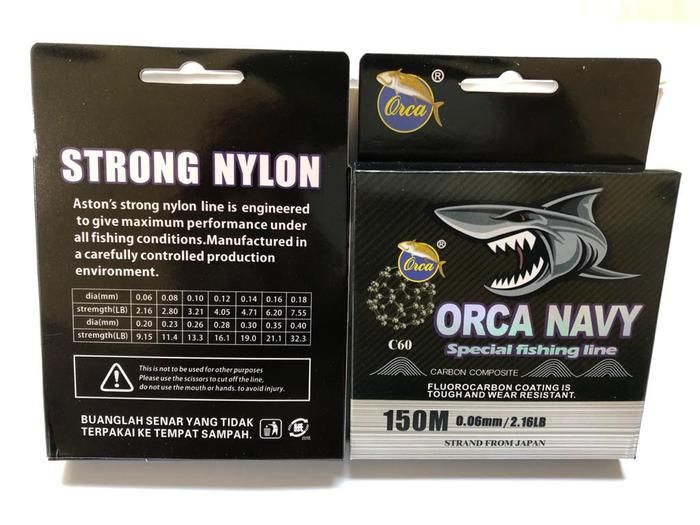 STRONG NYLON
Aston's strong nylon line is engineered
to give maximum performance under
all fishing conditions.Manufactured in
a carefully controlled production
environment.
dia(mm) 0.06 0.08 0.10 0.12 0.14 0.16 0.18
stremgth(LB) 2.16 2.80 3.21 4.05 4.71 6.20 7.55
dia(mm) 0.20 0.23 0.26 0.28 0.30 0.35 0.40
strength(LB) 9.15 11.4 13.3 16.1 19.0 21.1 32.3
This is not to be used for other purposes
Please use the scissors to cut off the line,
do not use the mouth or hands. to avoid injury.
BUANGLAH SENAR YANG TIDAK
TERPAKAI KE TEMPAT SAMPAH.
Orca ®
Orca ®
C60
ORCA NAVY
Special fishing line
CARBON COMPOSITE
FLUOROCARBON COATING IS
TOUGH AND WEAR RESISTANT.
150M 0.06mm/2.16LB
STRAND FROM JAPAN